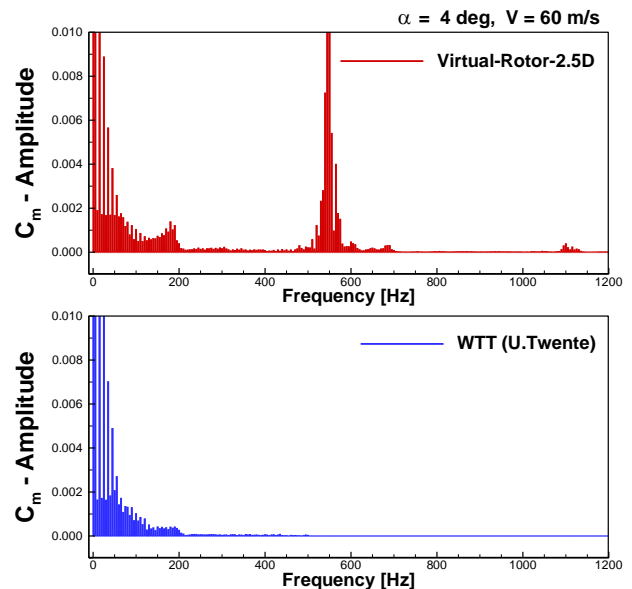 α = 4 deg, V = 60 m/s
0.010
0.008
0.006
0.004
0.002
0.000
Cm - Amplitude
Virtual-Rotor-2.5D
0 200 400 600 800 1000 1200
Frequency [Hz]
0.010
0.008
0.006
0.004
0.002
0.000
Cm - Amplitude
WTT (U.Twente)
0 200 400 600 800 1000 1200
Frequency [Hz]